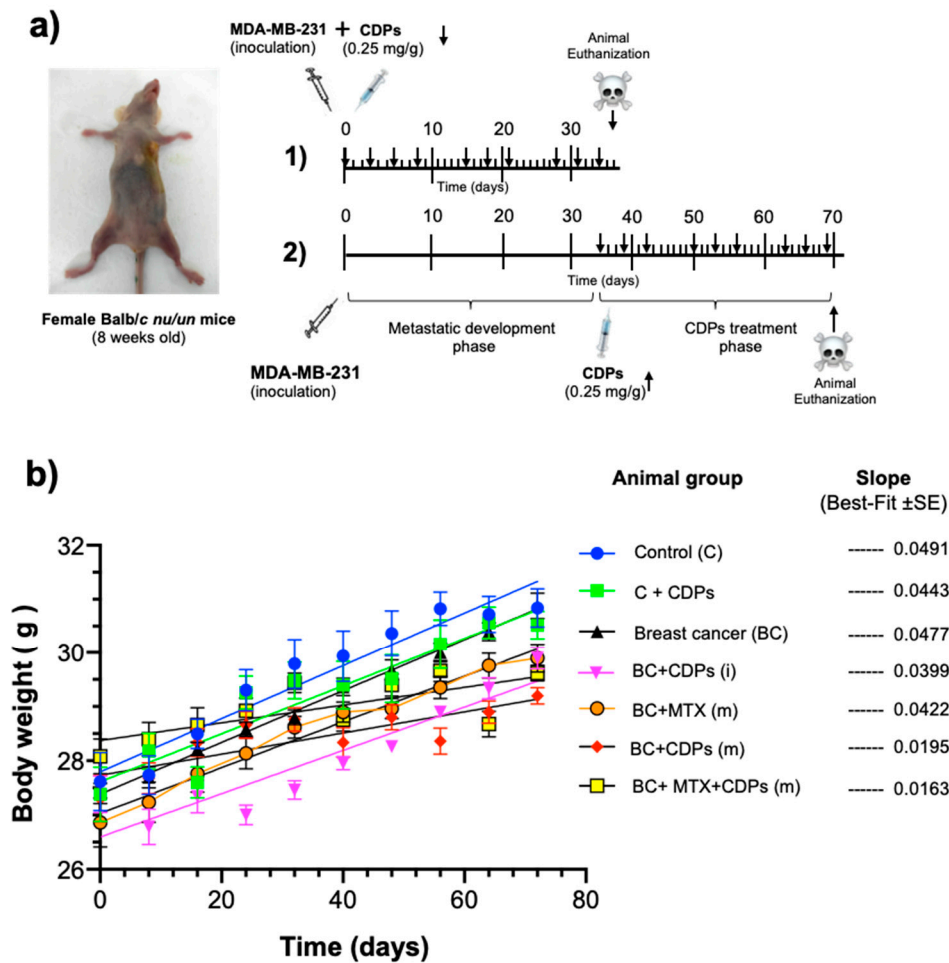 a)
MDA-MB-231 + CDPs
(inoculation) (0.25 mg/g)
Animal
Euthanization
0 10 20 30
1)
Time (days)
0 10 20 30 40 50 60 70
2)
Time (days)
Female Balb/c nu/un mice
(8 weeks old)
Metastatic development
phase
CDPs treatment
phase
MDA-MB-231
(inoculation)
CDPs
(0.25 mg/g)
Animal
Euthanization
b)
Animal group Slope
(Best-Fit ±SE)
Control (C) ------ 0.0491
C + CDPs ------ 0.0443
Breast cancer (BC) ------ 0.0477
BC+CDPs (i) ------ 0.0399
BC+MTX (m) ------ 0.0422
BC+CDPs (m) ------ 0.0195
BC+ MTX+CDPs (m) ------ 0.0163
Body weight ( g )
32
30
28
26
0 20 40 60 80
Time (days)